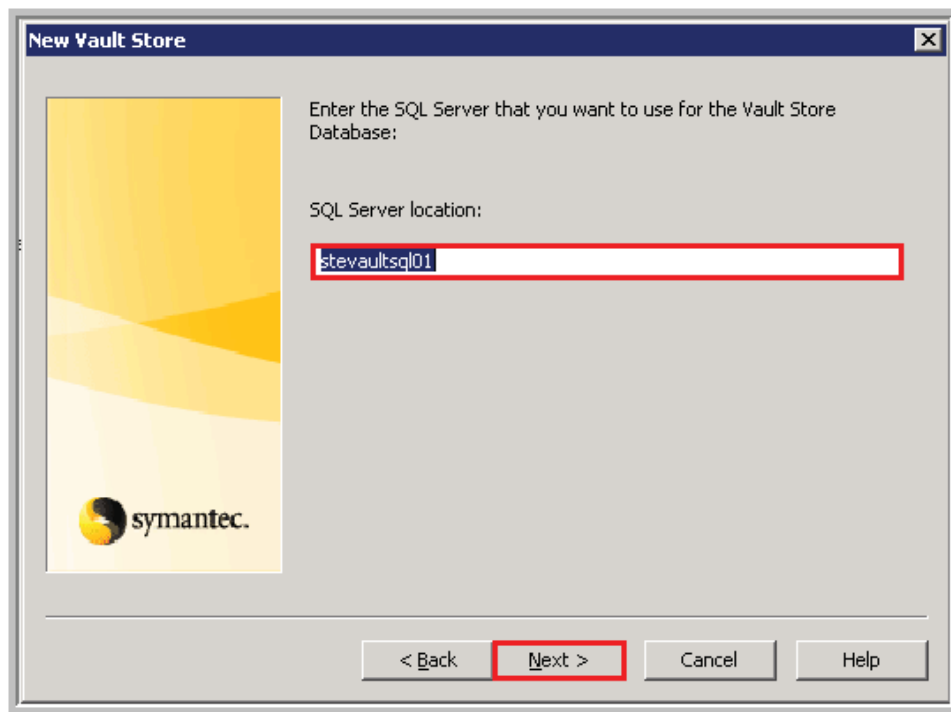 New Vault Store
Enter the SQL Server that you want to use for the Vault Store
Database:
SQL Server location:
stevaultsql01
symantec.
< Back
Next >
Cancel
Help